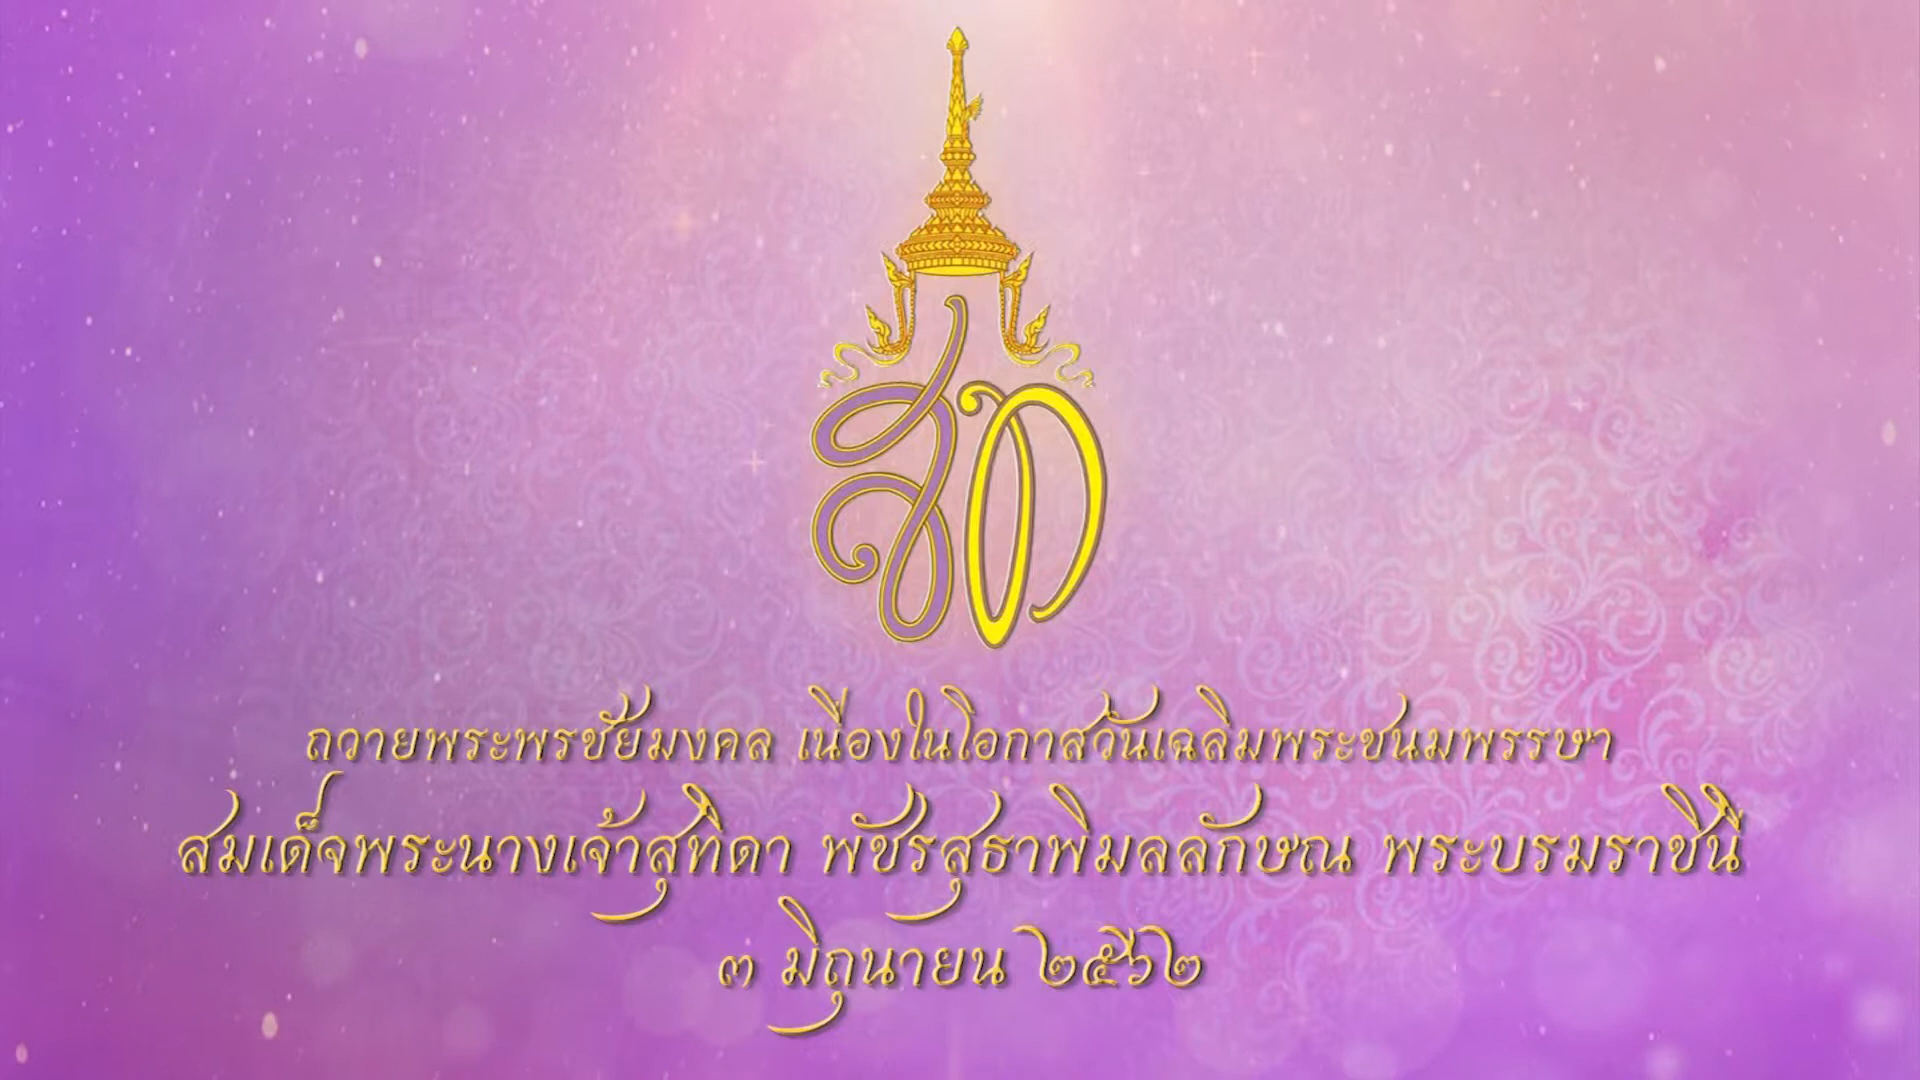 สท
ถวายพระพรชัยมงคล เนื่องในโอกาสวันเฉลิมพระชนมพรรษา
สมเด็จพระนางเจ้าสุทิดา พัชรสุธาพิมลลักษณ พระบรมราชินี
๓ มิถุนายน ๒๕๖๒